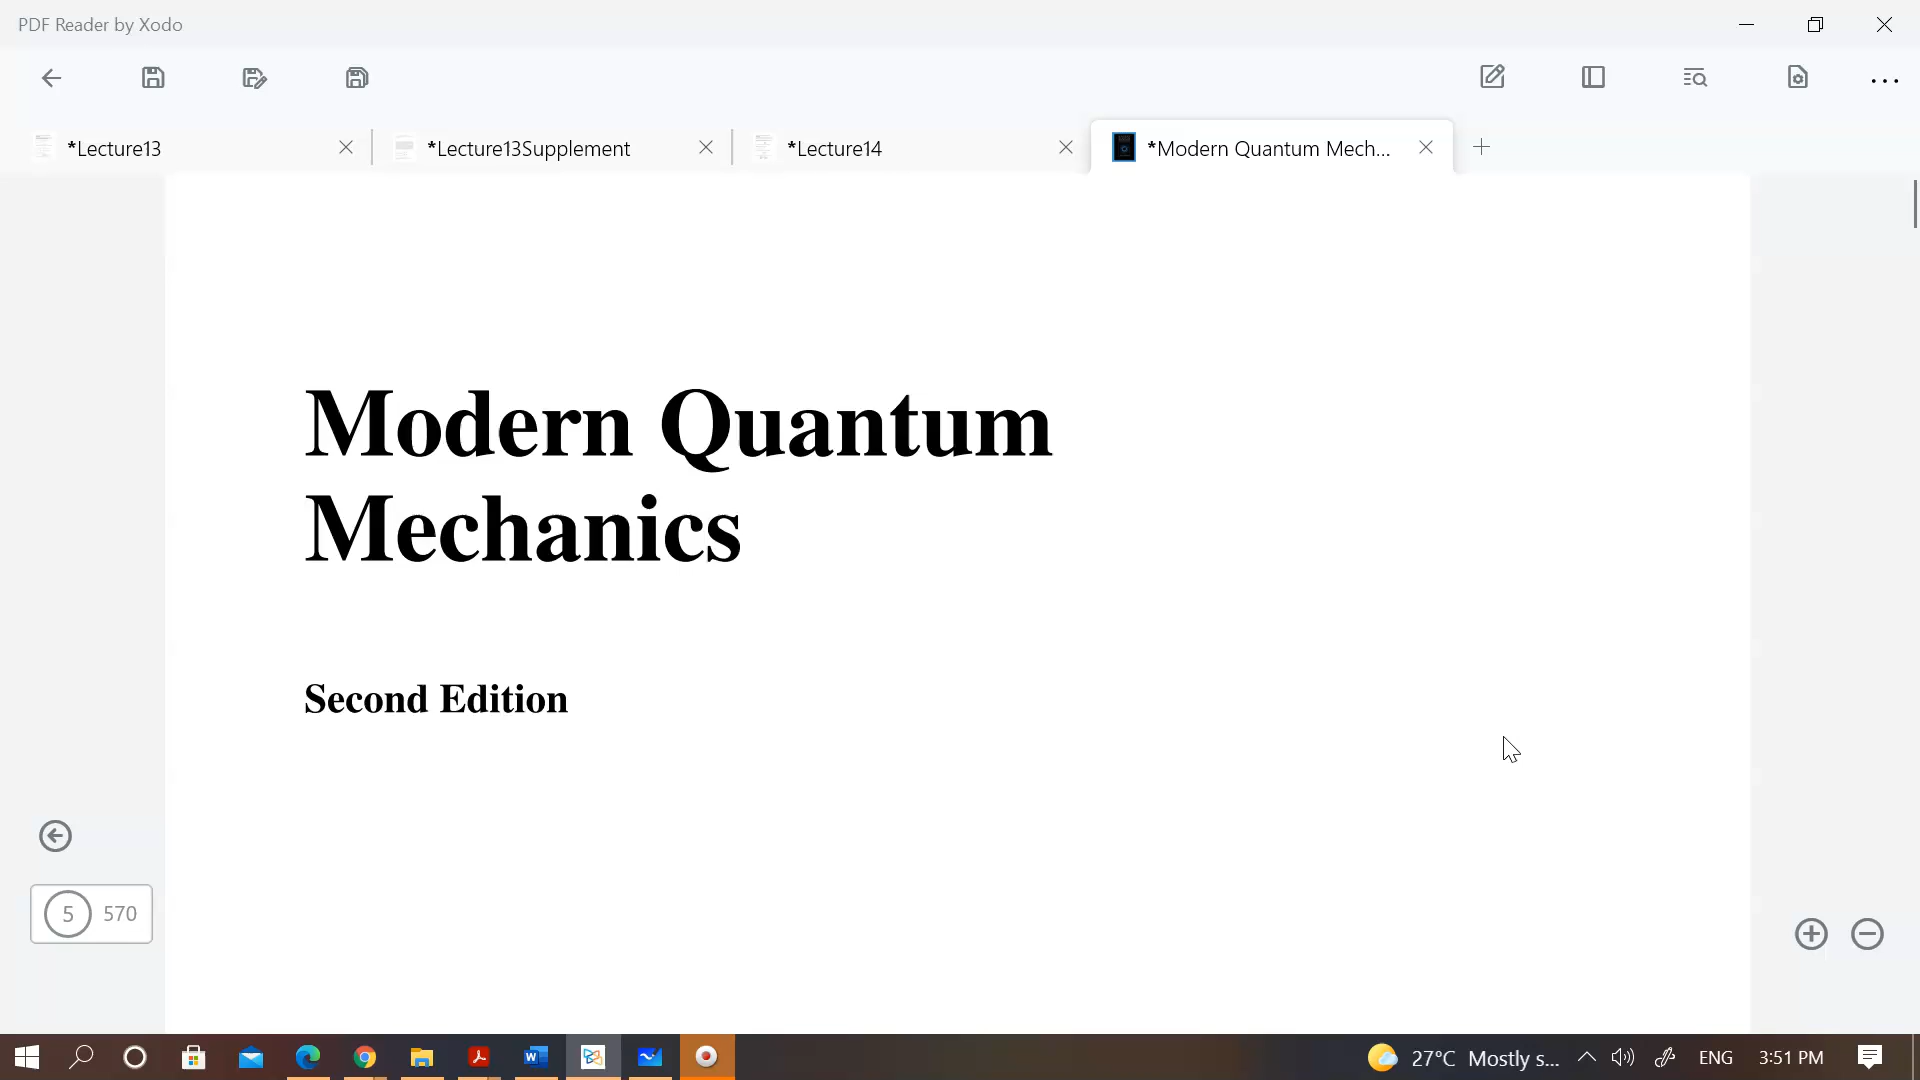 PDF Reader by Xodo
*Lecture13
*Lecture13Supplement
*Lecture14
*Modern Quantum Mech...
Modern Quantum
Mechanics
Second Edition
5 570
27°C Mostly s... ENG 3:51 PM